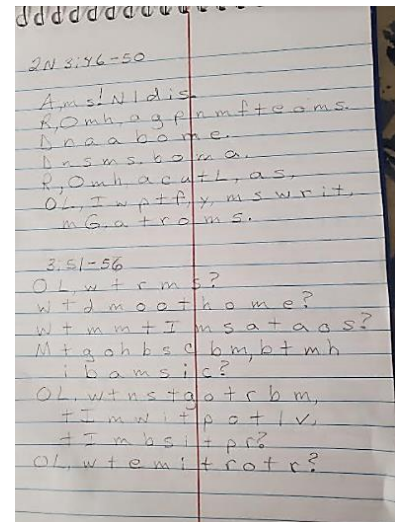 2N 3:46-50
A, m s! N l d i s.
R, O m h, a g p n m f t e o m s.
D n a a b o m e.
D n s m s. b o m a.
R, O m h, a c u t L, a s,
O L, I w p t f, y, m s w r i t,
m G, a t r o m s.
3:51-56
O L, w t r m s?
W t d m o o t h o m e?
W t m m t I m s a t a o s?
M t g o h b s c b m, b t m h
i b a m s i c?
O L, w t n s t g o t r b m,
t I m w i t p o t l v,
t I m b s i t p r?
O L, w t e m i t r o t r?